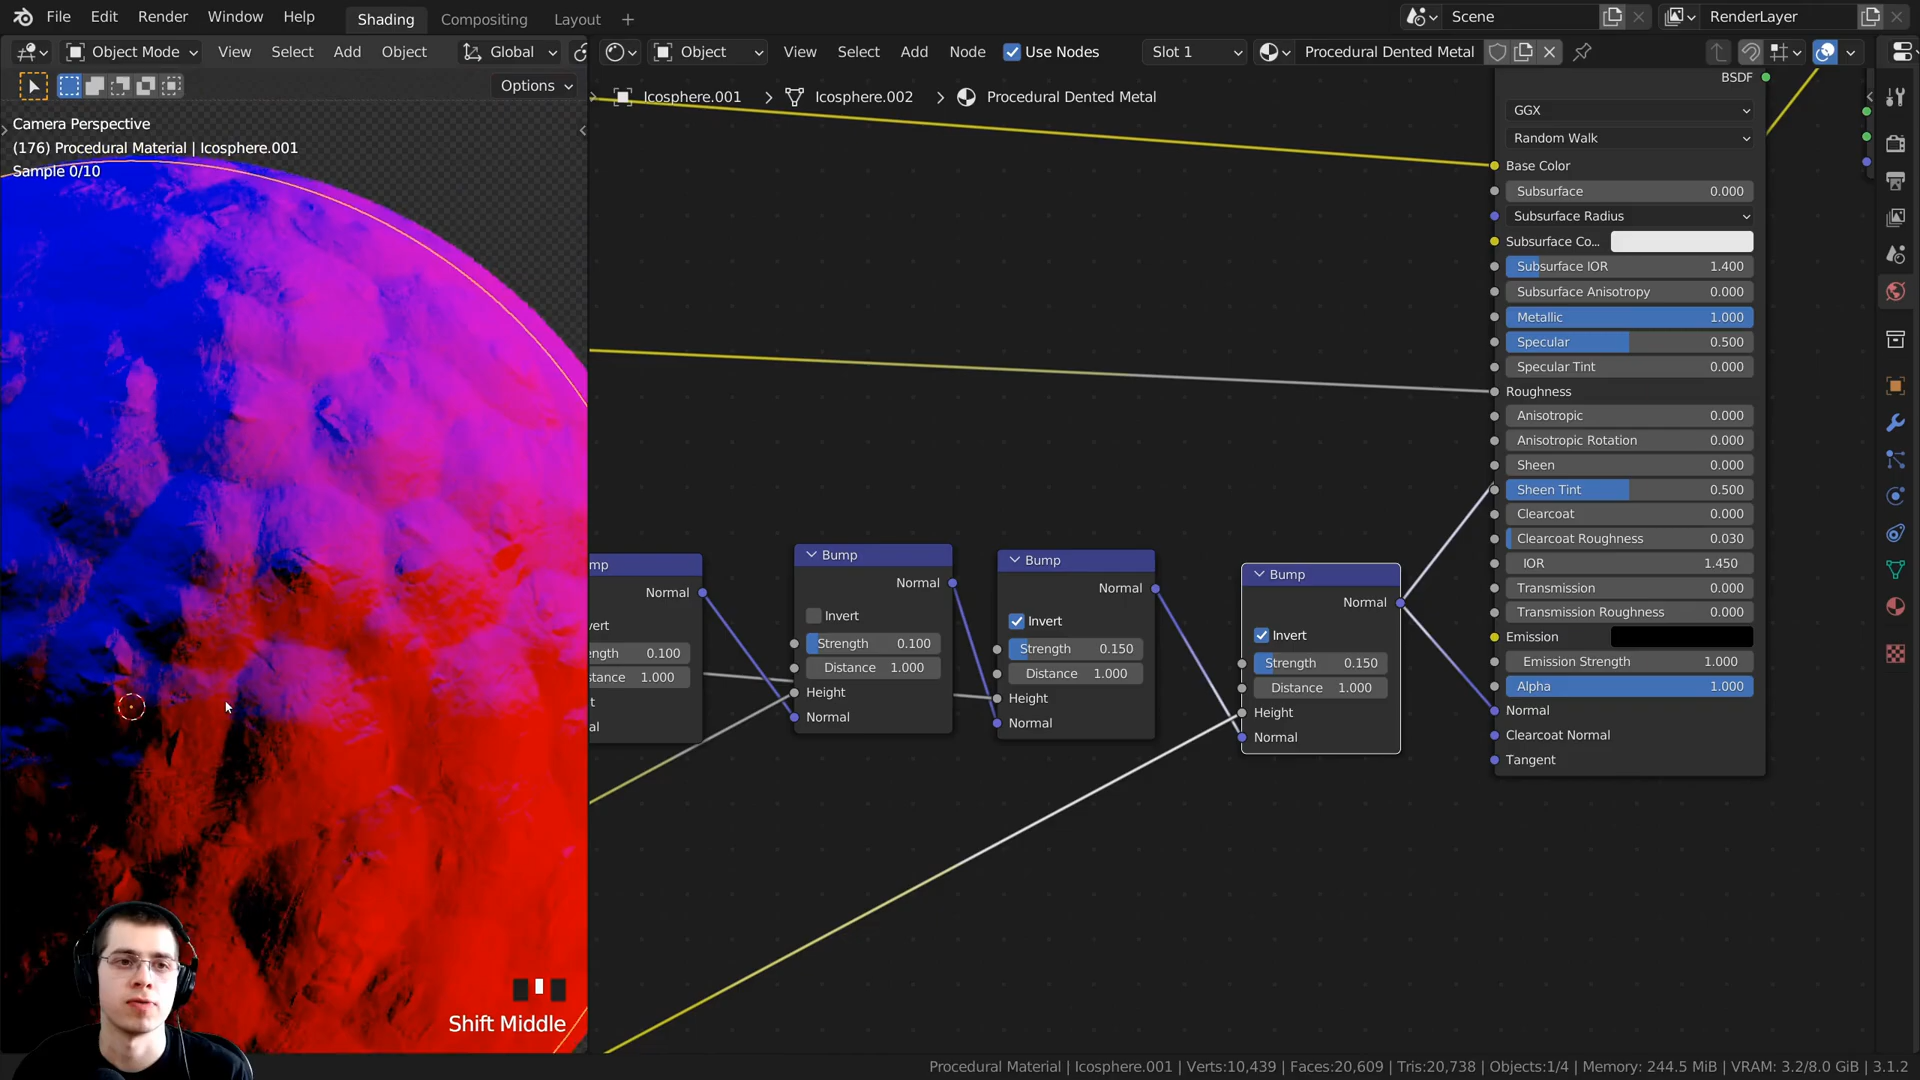 File Edit Render Window Help Shading Compositing Layout + Scene RenderLayer
Object Mode View Select Add Object Global Object View Select Add Node Use Nodes Slot 1 Procedural Dented Metal
Options
Icosphere.001 > Icosphere.002 > Procedural Dented Metal
Camera Perspective
(176) Procedural Material | Icosphere.001
Sample 0/10
BSDF
GGX
Random Walk
Base Color
Subsurface 0.000
Subsurface Radius
Subsurface Co...
Subsurface IOR 1.400
Subsurface Anisotropy 0.000
Metallic 1.000
Specular 0.500
Specular Tint 0.000
Roughness
Anisotropic 0.000
Anisotropic Rotation 0.000
Sheen 0.000
Sheen Tint 0.500
Clearcoat 0.000
Clearcoat Roughness 0.030
IOR 1.450
Transmission 0.000
Transmission Roughness 0.000
Emission
Emission Strength 1.000
Alpha 1.000
Normal
Clearcoat Normal
Tangent
mp
Normal
vert
ngth 0.100
stance 1.000
t
al
Bump
Normal
Invert
Strength 0.100
Distance 1.000
Height
Normal
Bump
Normal
Invert
Strength 0.150
Distance 1.000
Height
Normal
Bump
Normal
Invert
Strength 0.150
Distance 1.000
Height
Normal
Shift Middle
Procedural Material | Icosphere.001 | Verts:10,439 | Faces:20,609 | Tris:20,738 | Objects:1/4 | Memory: 244.5 MiB | VRAM: 3.2/8.0 GiB | 3.1.2